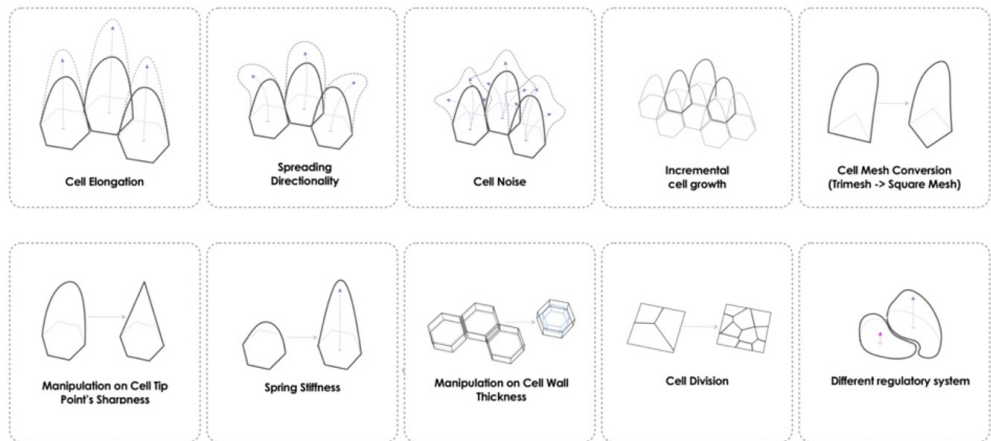 Cell Elongation
Spreading
Directionality
Cell Noise
Incremental
cell growth
Cell Mesh Conversion
(Trimesh -> Square Mesh)
Manipulation on Cell Tip
Point's Sharpness
Spring Stiffness
Manipulation on Cell Wall
Thickness
Cell Division
Different regulatory system